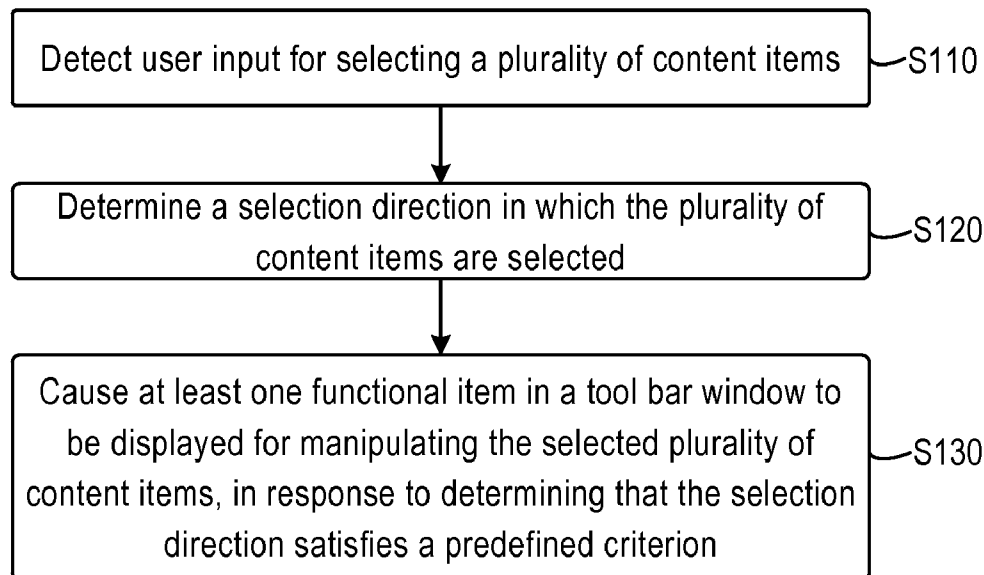 Detect user input for selecting a plurality of content items
S110
Determine a selection direction in which the plurality of
content items are selected
S120
Cause at least one functional item in a tool bar window to
be displayed for manipulating the selected plurality of
content items, in response to determining that the selection
direction satisfies a predefined criterion
S130